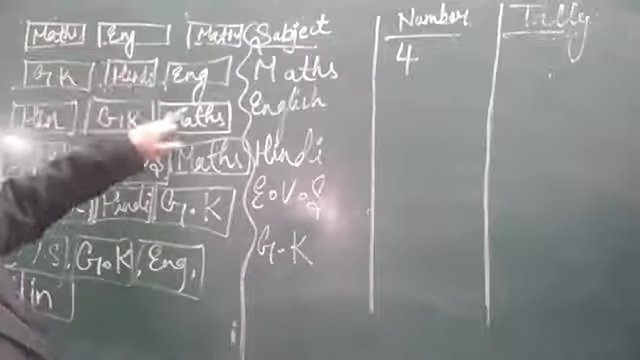 Maths Eng Maths Subject Number Tally
G.K Hindi Eng Maths 4
Hin G.K Maths English
Maths Hindi
Hindi G.K E.V.S
G.K Eng. G.K
Hin